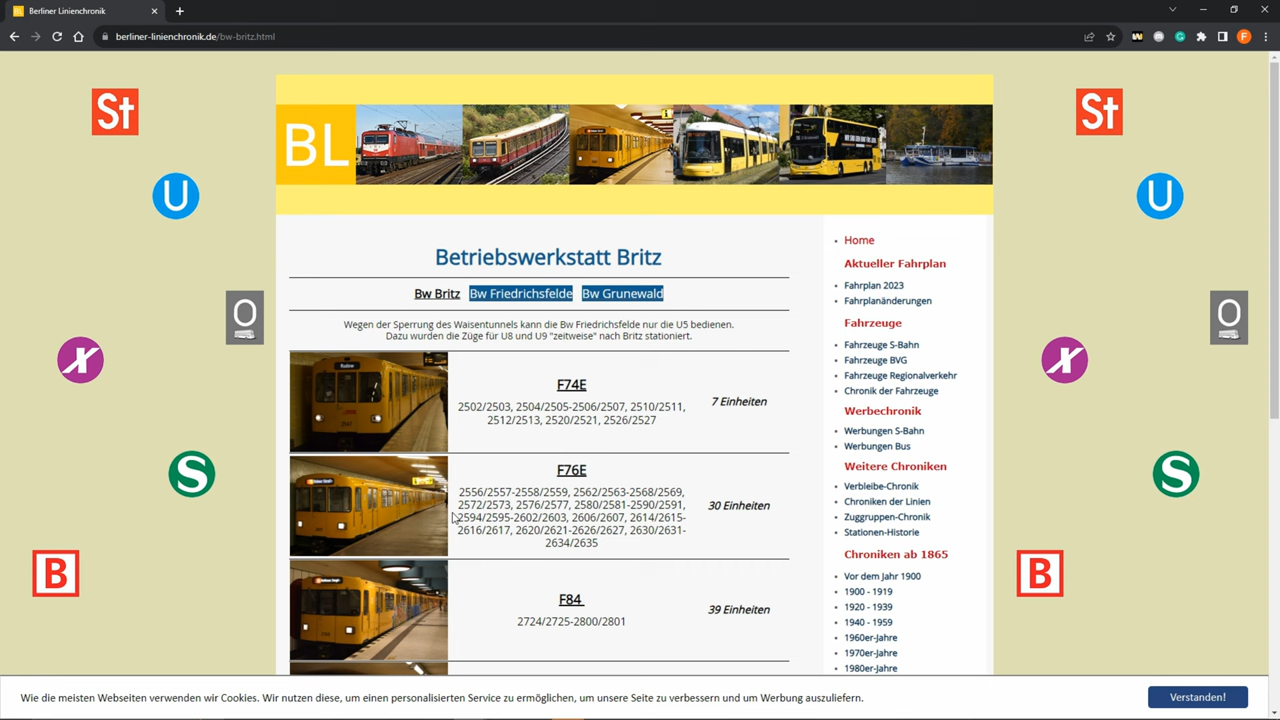 Berliner Linienchronik
berliner-linienchronik.de/bw-britz.html
F
BL
St
U
O
X
S
B
St
U
O
X
S
B
Betriebswerkstatt Britz
Bw Britz Bw Friedrichsfelde Bw Grunewald
Wegen der Sperrung des Waisentunnels kann die Bw Friedrichsfelde nur die U5 bedienen.
Dazu wurden die Züge für U8 und U9 "zeitweise" nach Britz stationiert.
F74E
2502/2503, 2504/2505-2506/2507, 2510/2511,
2512/2513, 2520/2521, 2526/2527
7 Einheiten
F76E
2556/2557-2558/2559, 2562/2563-2568/2569,
2572/2573, 2576/2577, 2580/2581-2590/2591,
2594/2595-2602/2603, 2606/2607, 2614/2615-
2616/2617, 2620/2621-2626/2627, 2630/2631-
2634/2635
30 Einheiten
F84
2724/2725-2800/2801
39 Einheiten
Home
Aktueller Fahrplan
Fahrplan 2023
Fahrplanänderungen
Fahrzeuge
Fahrzeuge S-Bahn
Fahrzeuge BVG
Fahrzeuge Regionalverkehr
Chronik der Fahrzeuge
Werbechronik
Werbungen S-Bahn
Werbungen Bus
Weitere Chroniken
Verbleibe-Chronik
Chroniken der Linien
Zuggruppen-Chronik
Stationen-Historie
Chroniken ab 1865
Vor dem Jahr 1900
1900 - 1919
1920 - 1939
1940 - 1959
1960er-Jahre
1970er-Jahre
1980er-Jahre
Wie die meisten Webseiten verwenden wir Cookies. Wir nutzen diese, um einen personalisierten Service zu ermöglichen, um unsere Seite zu verbessern und um Werbung auszuliefern.
Verstanden!